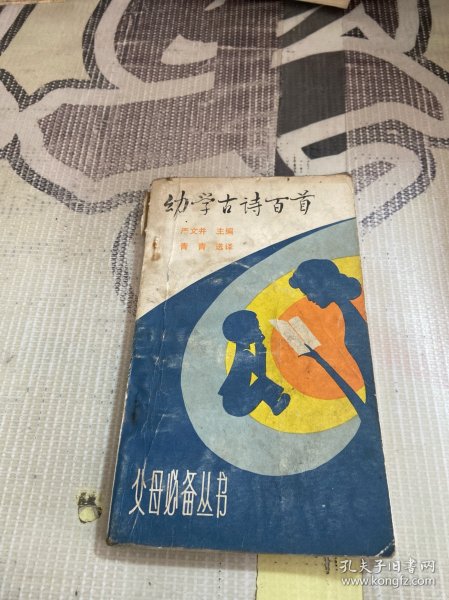 幼学古诗百首
严文井 主编
青青 选译
父母必备丛书
孔夫子旧书网
www.kongfz.com